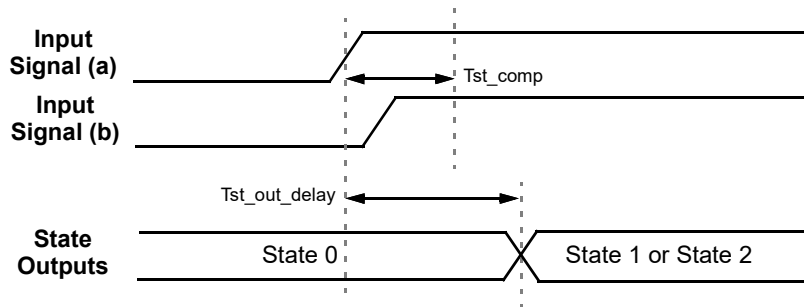 Input
Signal (a)
Tst_comp
Input
Signal (b)
Tst_out_delay
State
Outputs
State 0
State 1 or State 2